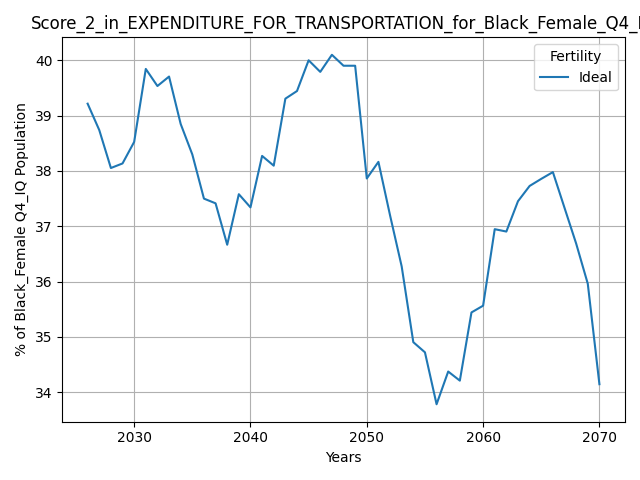 Score_2_in_EXPENDITURE_FOR_TRANSPORTATION_for_Black_Female_Q4_I
Fertility
Ideal
40
39
38
37
36
35
34
% of Black_Female Q4_IQ Population
2030 2040 2050 2060 2070
Years